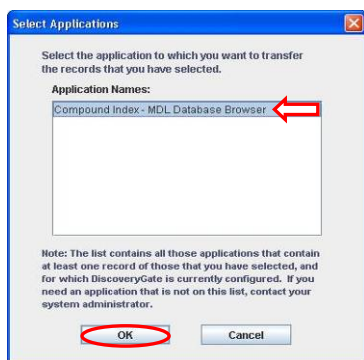 Select Applications
Select the application to which you want to transfer
the records that you have selected.
Application Names:
Compound Index - MDL Database Browser
Note: The list contains all those applications that contain
at least one record of those that you have selected, and
for which DiscoveryGate is currently configured. If you
need an application that is not on this list, contact your
system administrator.
OK Cancel